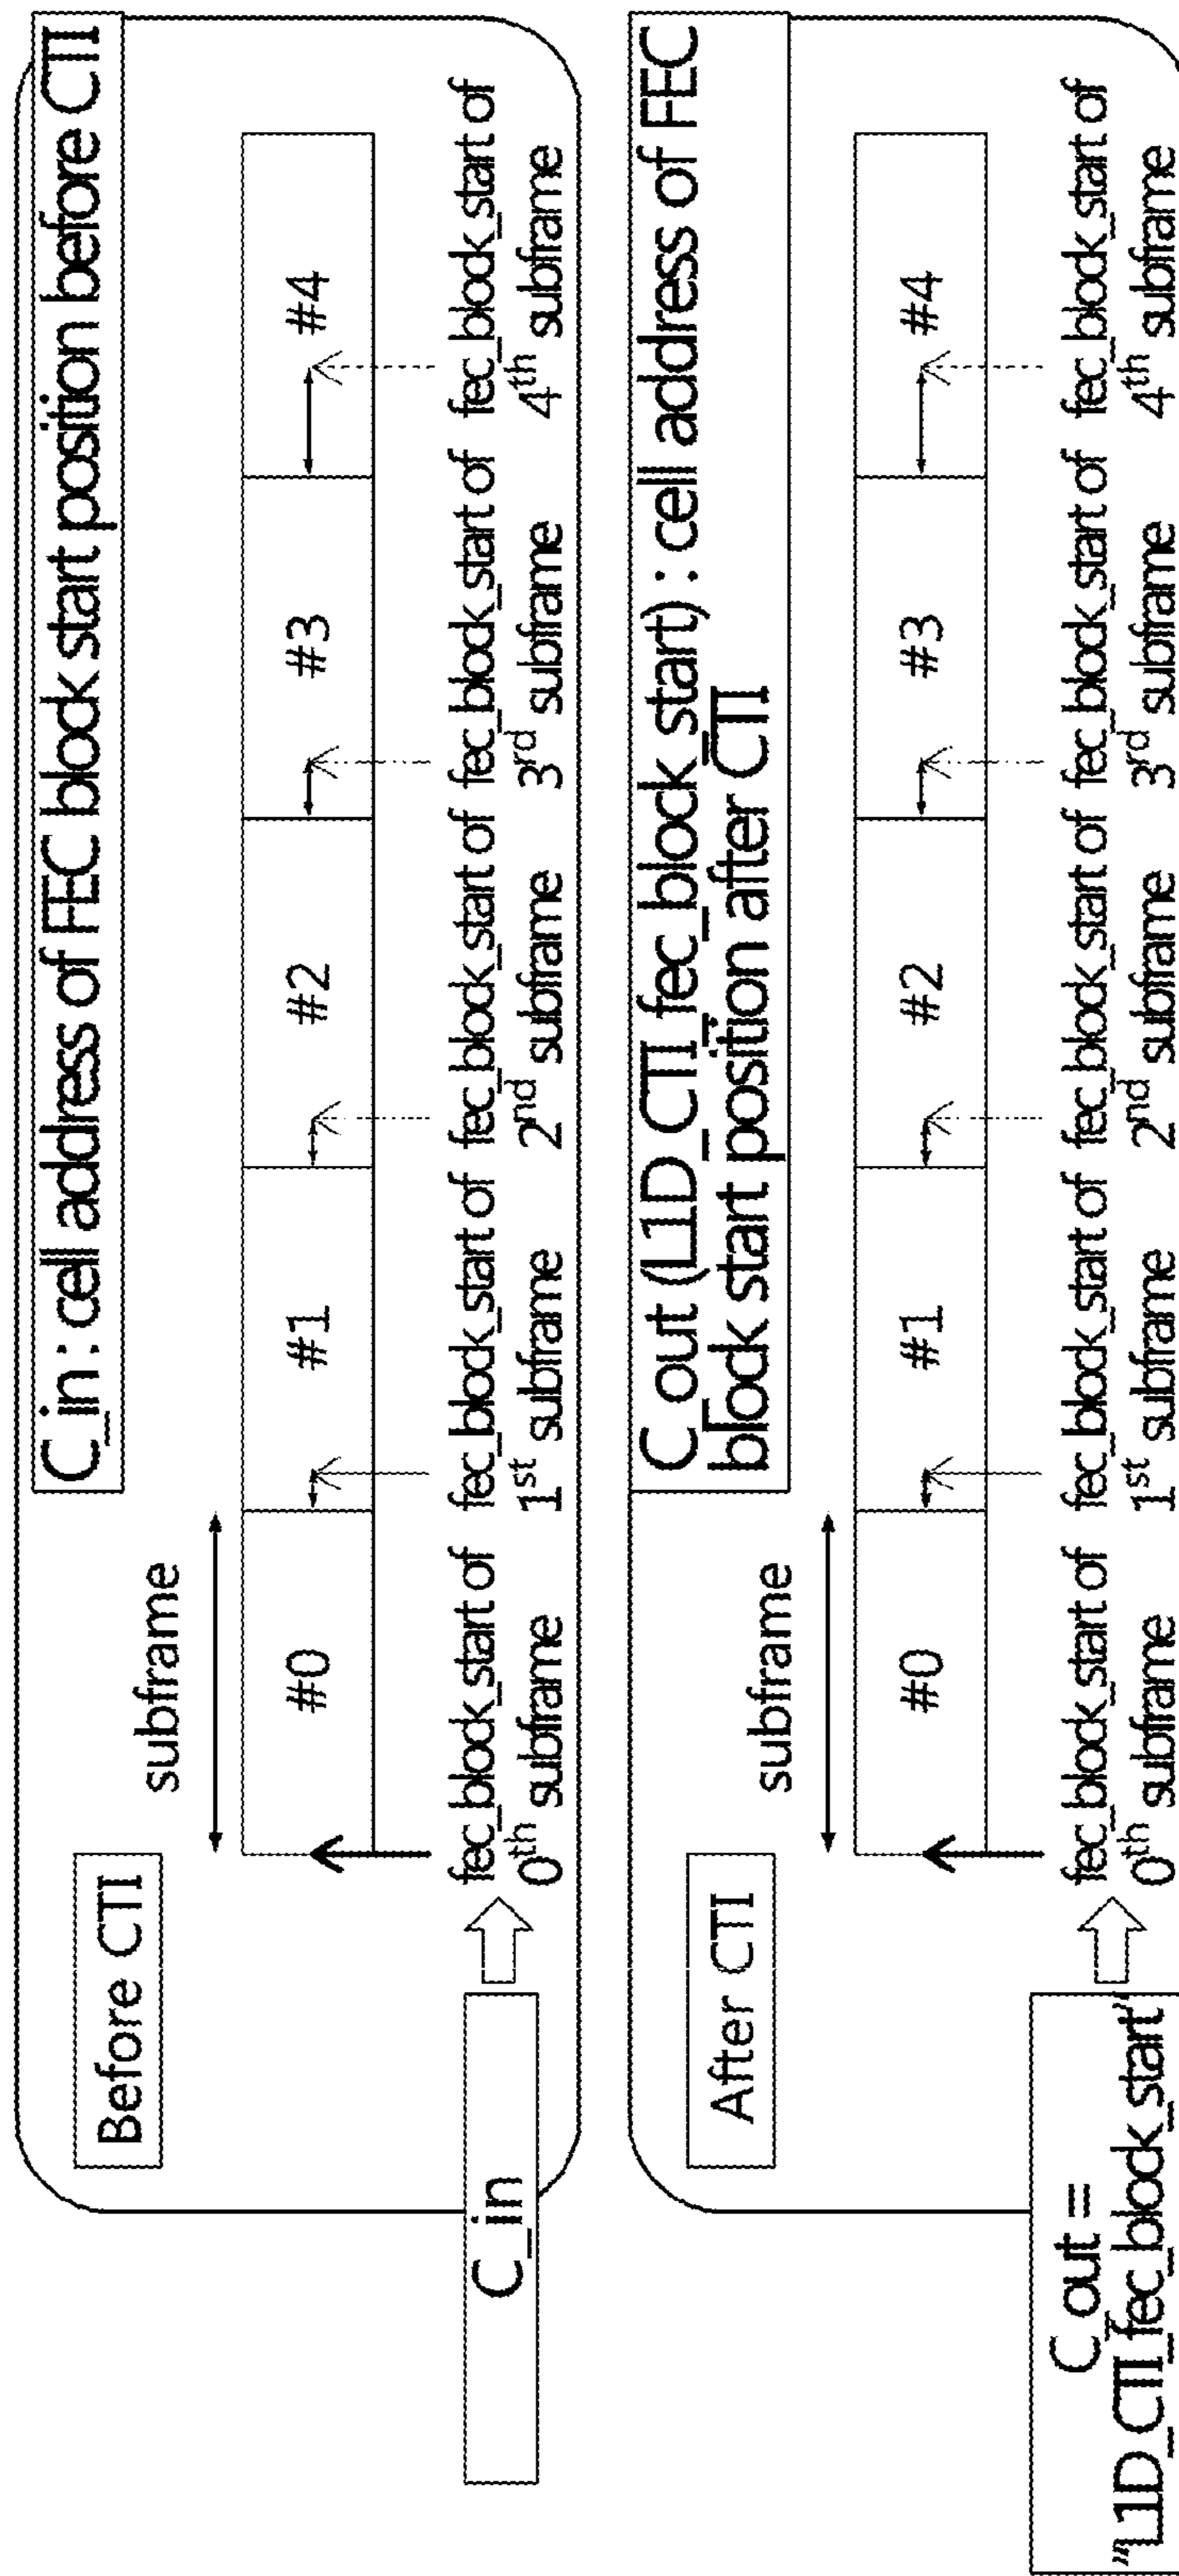 C_in : cell address of FEC block start position before CTI
Before CTI
subframe
#0
#1
#2
#3
#4
fec_block_start of
0th subframe
fec_block_start of
1st subframe
fec_block_start of
2nd subframe
fec_block_start of
3rd subframe
fec_block_start of
4th subframe
C_in
C_out (L1D_CTI_fec_block_start) : cell address of FEC
block start position after CTI
After CTI
subframe
#0
#1
#2
#3
#4
fec_block_start of
0th subframe
fec_block_start of
1st subframe
fec_block_start of
2nd subframe
fec_block_start of
3rd subframe
fec_block_start of
4th subframe
C_out =
"L1D_CTI_fec_block_start"